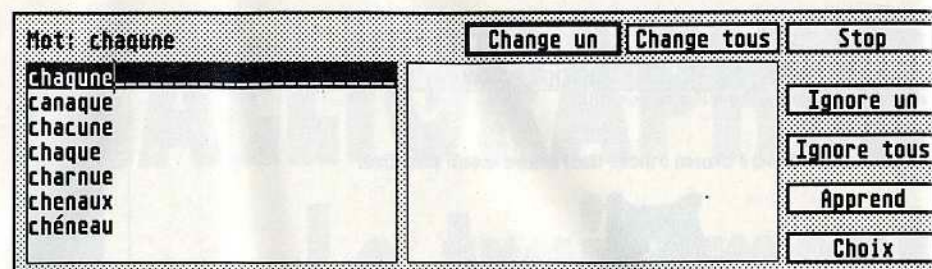 Mot: chaqune
Change un
Change tous
Stop
chaqune
canaque
chacune
chaque
charnue
chenaux
chéneau
Ignore un
Ignore tous
Apprend
Choix